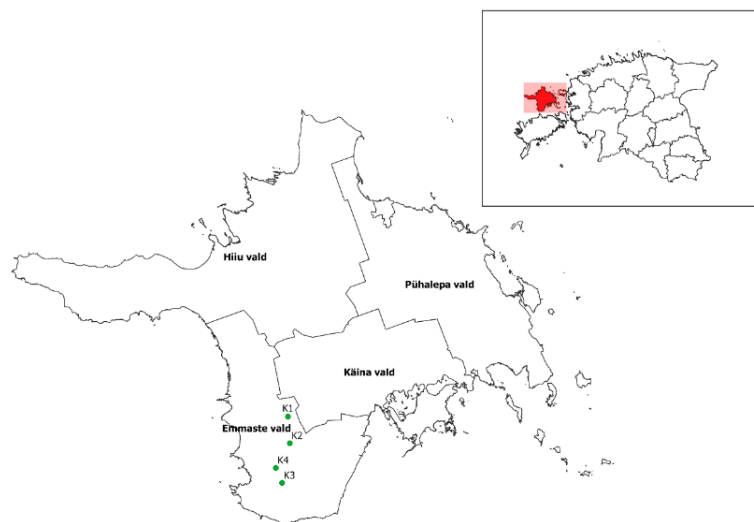 Hiiu vald
Pühalepa vald
Käina vald
K1
Emmaste vald
K2
K4
K3